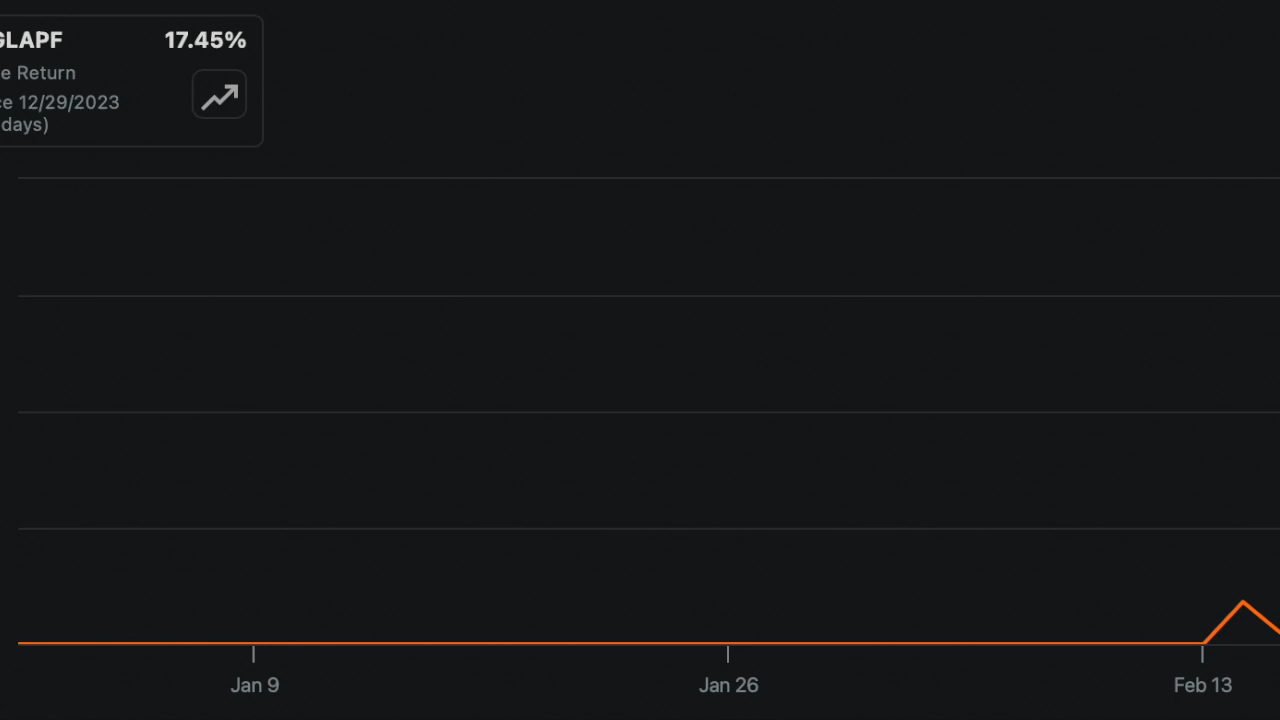 GLAPF 17.45%
e Return
ce 12/29/2023
days)
Jan 9 Jan 26 Feb 13